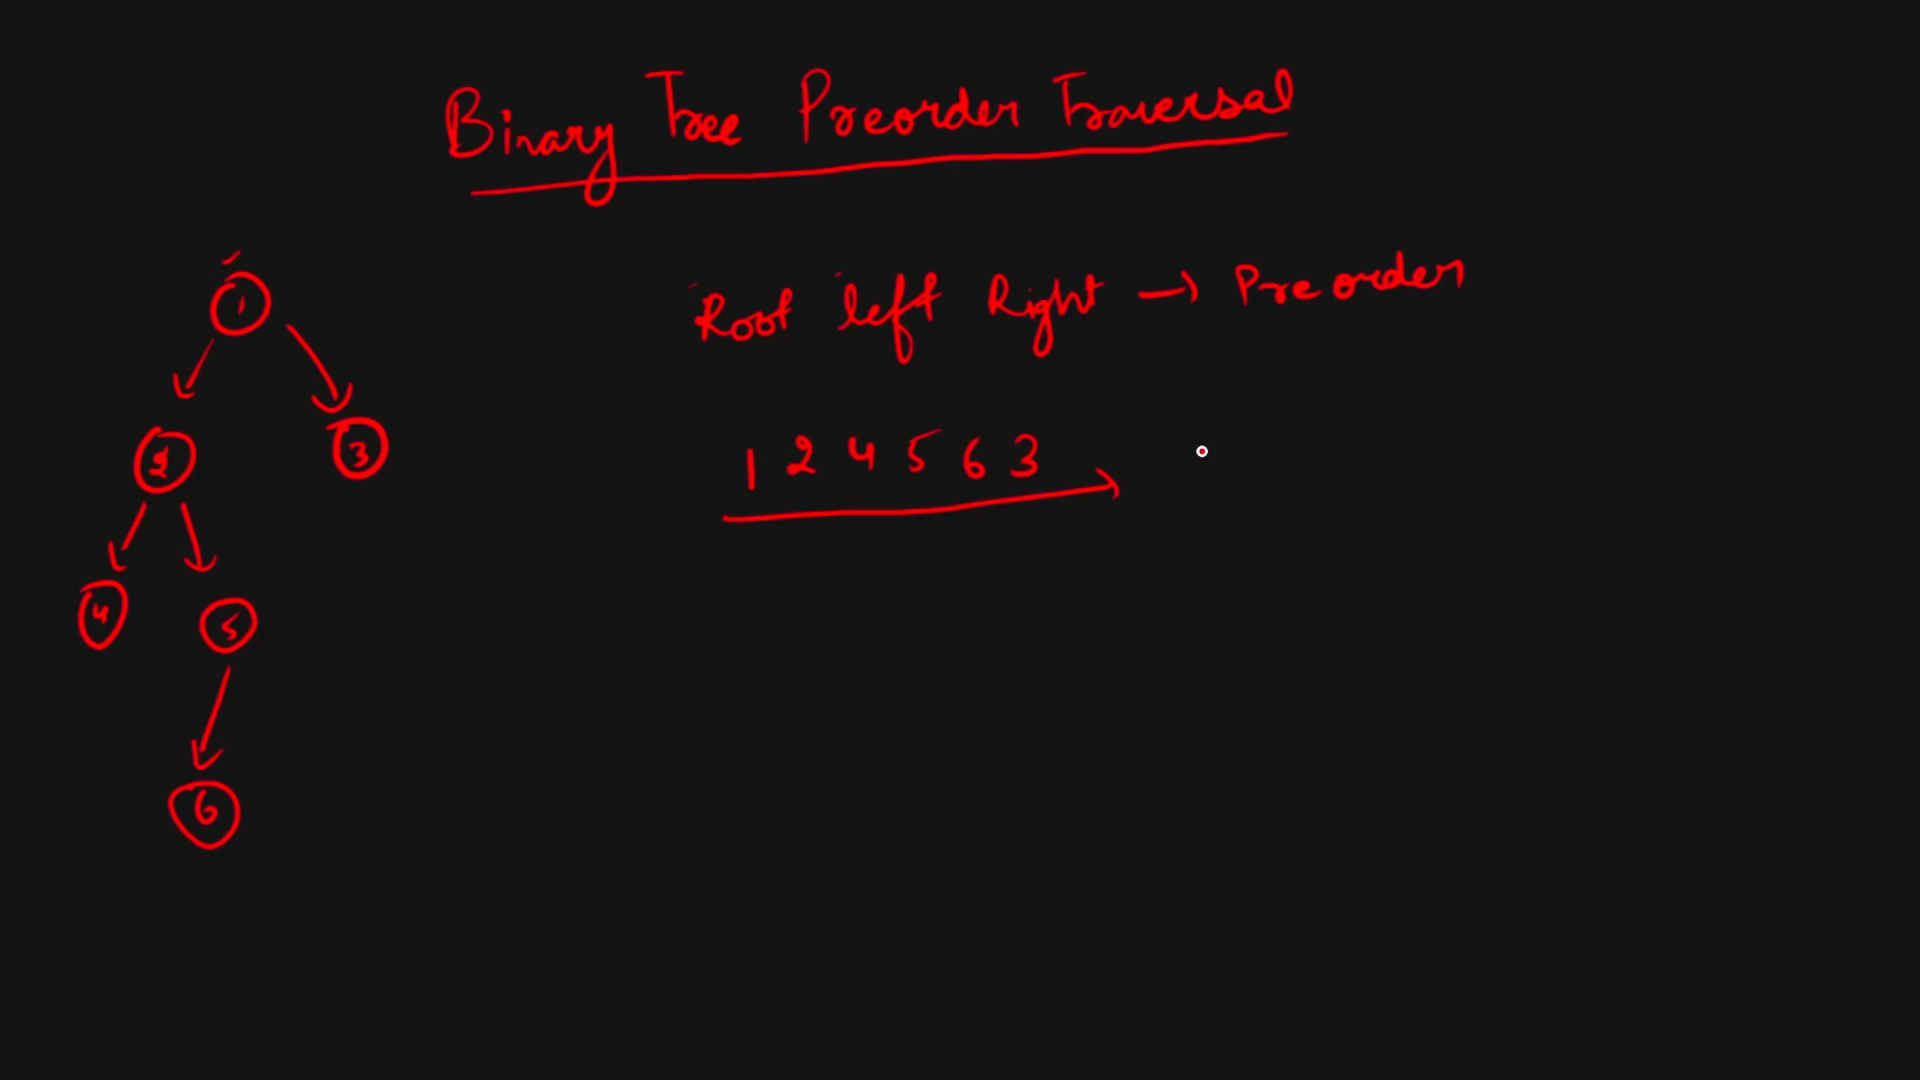 Binary Tree Preorder Traversal
Root left Right → Preorder
1
2 3
1 2 4 5 6 3
4 5
6